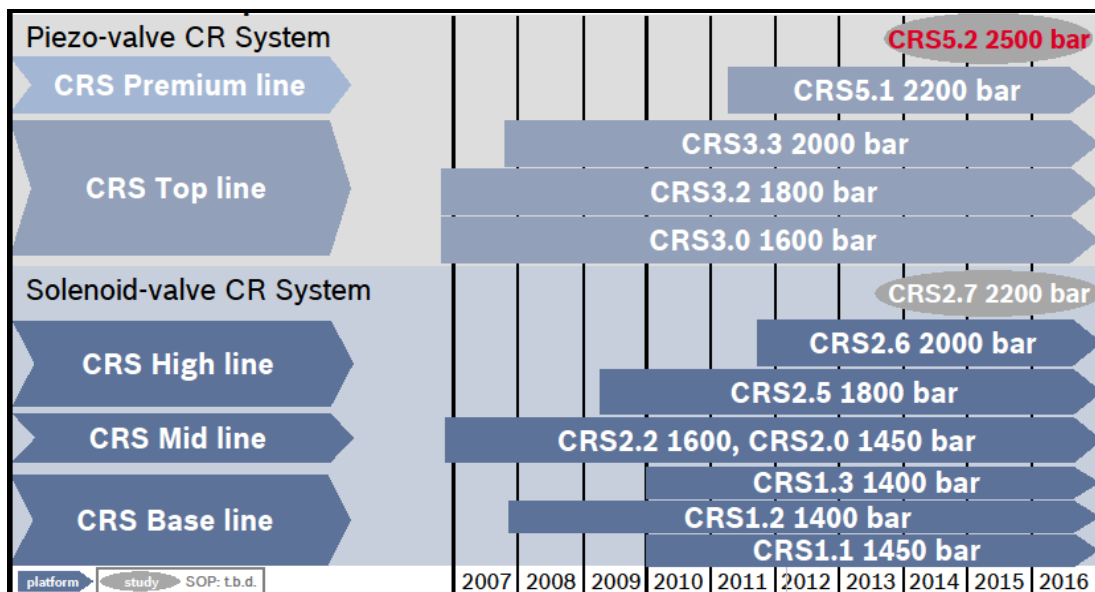 Piezo-valve CR System
CRS5.2 2500 bar
CRS Premium line
CRS5.1 2200 bar
CRS3.3 2000 bar
CRS Top line
CRS3.2 1800 bar
CRS3.0 1600 bar
Solenoid-valve CR System
CRS2.7 2200 bar
CRS2.6 2000 bar
CRS High line
CRS2.5 1800 bar
CRS Mid line
CRS2.2 1600, CRS2.0 1450 bar
CRS1.3 1400 bar
CRS Base line
CRS1.2 1400 bar
CRS1.1 1450 bar
platform study SOP: t.b.d. 2007 2008 2009 2010 2011 2012 2013 2014 2015 2016